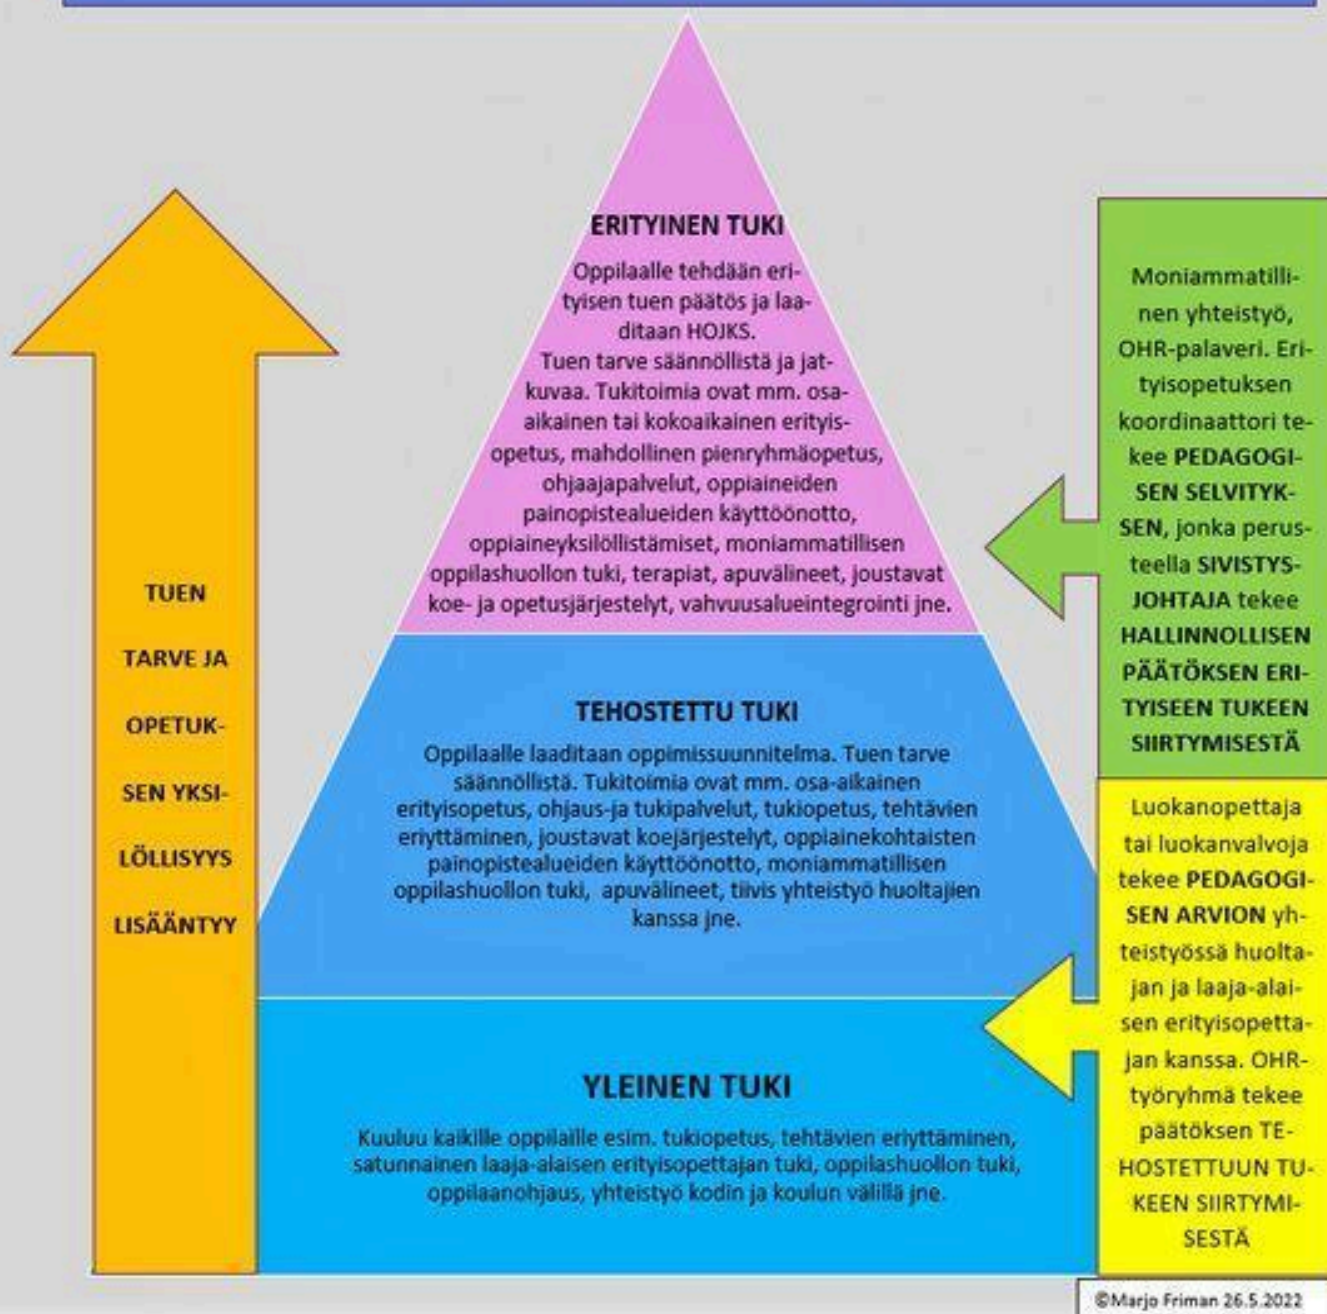 ERITYINEN TUKI
Oppilaalle tehdään eri-
tyisen tuen päätös ja laa-
ditaan HOJKS.
Tuen tarve säännöllistä ja jat-
kuvaa. Tukitoimia ovat mm. osa-
aikainen tai kokoaikainen erityis-
opetus, mahdollinen pienryhmäopetus,
ohjaajapalvelut, oppiaineiden
painopistealueiden käyttöönotto,
oppiaineyksilöllistämiset, moniammatillisen
oppilashuollon tuki, terapiat, apuvälineet, joustavat
koe- ja opetusjärjestelyt, vahvuusalueintegrointi jne.
TEHOSTETTU TUKI
Oppilaalle laaditaan oppimissuunnitelma. Tuen tarve
säännöllistä. Tukitoimia ovat mm. osa-aikainen
erityisopetus, ohjaus-ja tukipalvelut, tukiopetus, tehtävien
eriyttäminen, joustavat koejärjestelyt, oppiainekohtaisten
painopistealueiden käyttöönotto, moniammatillisen
oppilashuollon tuki, apuvälineet, tiivis yhteistyö huoltajien
kanssa jne.
YLEINEN TUKI
Kuuluu kaikille oppilaille esim. tukiopetus, tehtävien eriyttäminen,
satunnainen laaja-alaisen erityisopettajan tuki, oppilashuollon tuki,
oppilaanohjaus, yhteistyö kodin ja koulun välillä jne.
TUEN
TARVE JA
OPETUK-
SEN YKSI-
LÖLLISYYS
LISÄÄNTYY
Moniammatilli-
nen yhteistyö,
OHR-palaveri. Eri-
tyisopetuksen
koordinaattori te-
kee PEDAGOGI-
SEN SELVITYK-
SEN, jonka perus-
teella SIVISTYS-
JOHTAJA tekee
HALLINNOLLISEN
PÄÄTÖKSEN ERI-
TYISEEN TUKEEN
SIIRTYMISESTÄ
Luokanopettaja
tai luokanvalvoja
tekee PEDAGOGI-
SEN ARVION yh-
teistyössä huolta-
jan ja laaja-alai-
sen erityisopetta-
jan kanssa. OHR-
työryhmä tekee
päätöksen TE-
HOSTETTUUN TU-
KEEN SIIRTYMI-
SESTÄ
©Marjo Friman 26.5.2022